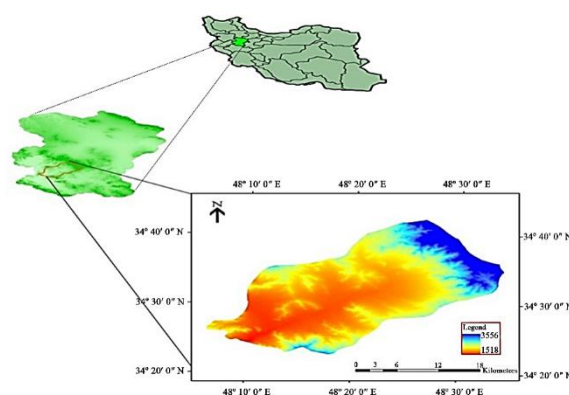 48° 10' 0" E
48° 20' 0" E
48° 30' 0" E
34° 40' 0" N
34° 30' 0" N
34° 20' 0" N
N
34° 40' 0" N
34° 30' 0" N
34° 20' 0" N
Legend
3556
1518
0 3 6 12 18
Kilometers
48° 10' 0" E
48° 20' 0" E
48° 30' 0" E